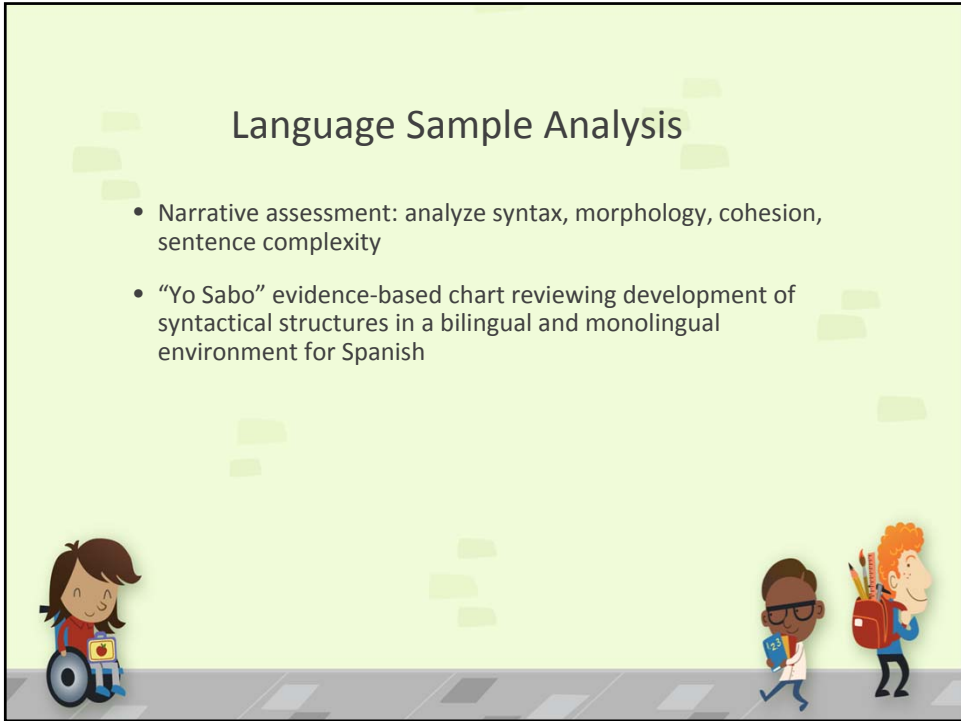 Language Sample Analysis
• Narrative assessment: analyze syntax, morphology, cohesion,
sentence complexity
• “Yo Sabo” evidence-based chart reviewing development of
syntactical structures in a bilingual and monolingual
environment for Spanish
123